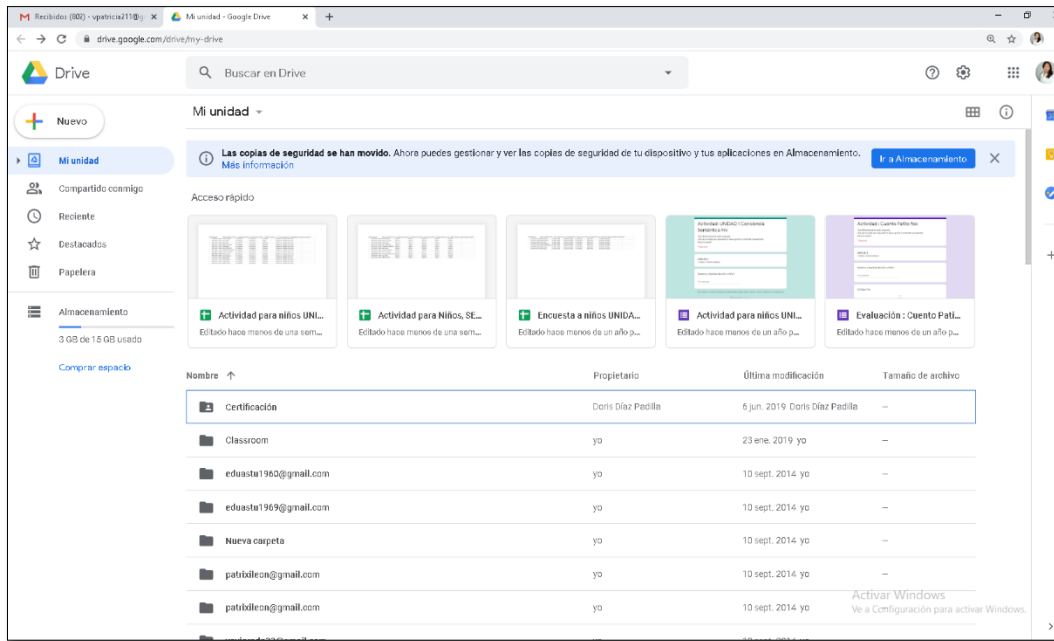 Recibidos (802) - vpatricia211@g
Mi unidad - Google Drive
drive.google.com/drive/my-drive
Drive
Buscar en Drive
Nuevo
Mi unidad
Compartido conmigo
Reciente
Destacados
Papelera
Almacenamiento
3 GB de 15 GB usado
Comprar espacio
Mi unidad
Las copias de seguridad se han movido. Ahora puedes gestionar y ver las copias de seguridad de tu dispositivo y tus aplicaciones en Almacenamiento.
Más información
Ir a Almacenamiento
Acceso rápido
Actividad para niños UNI...
Editado hace menos de una sem...
Actividad para Niños, SE...
Editado hace menos de una sem...
Encuesta a niños UNIDA...
Editado hace menos de un año p...
Actividad para niños UNI...
Editado hace menos de un año p...
Evaluación : Cuento Pati...
Editado hace menos de un año p...
Nombre Propietario Última modificación Tamaño de archivo
Certificación Doris Díaz Padilla 6 jun. 2019 Doris Díaz Padilla —
Classroom yo 23 ene. 2019 yo —
eduastu1960@gmail.com yo 10 sept. 2014 yo —
eduastu1969@gmail.com yo 10 sept. 2014 yo —
Nueva carpeta yo 10 sept. 2014 yo —
patrixileon@gmail.com yo 10 sept. 2014 yo —
patrixileon@gmail.com yo 10 sept. 2014 yo —
Activar Windows
Ve a Configuración para activar Windows.